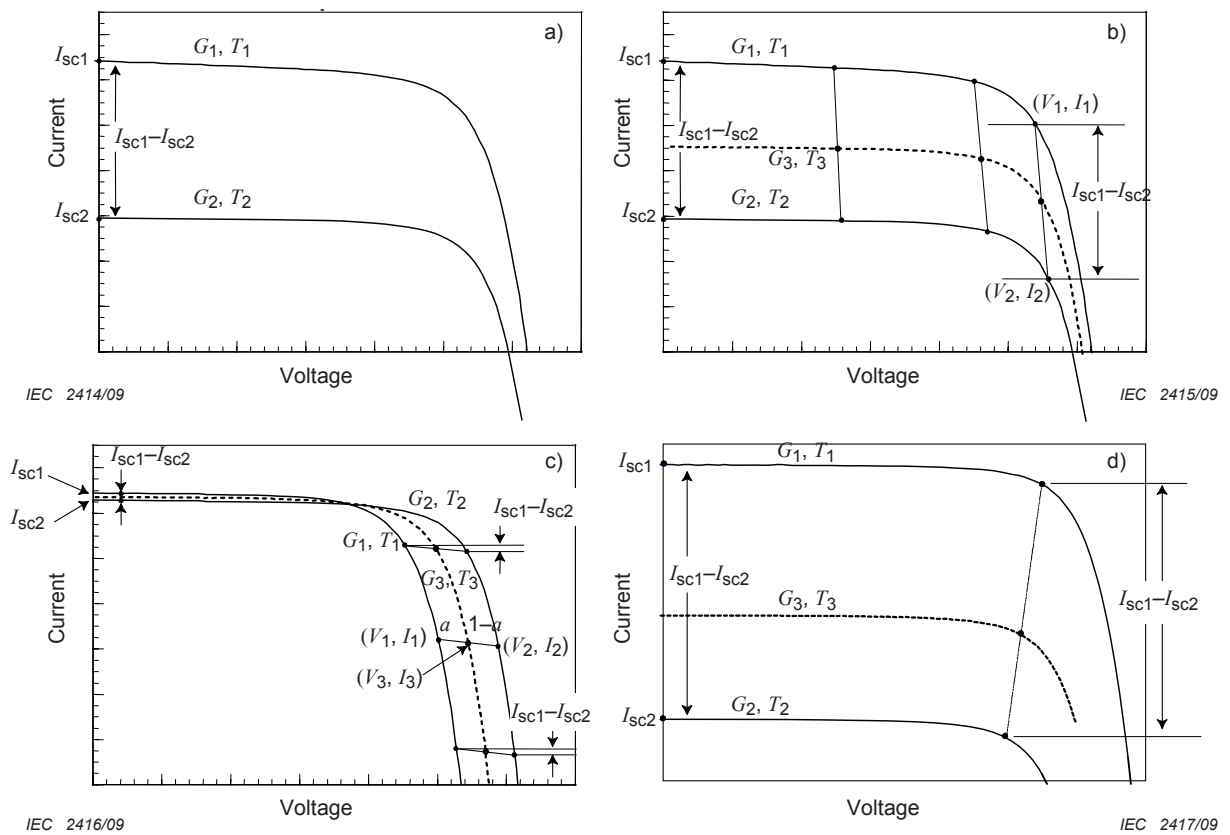 a)
Isc1
G1, T1
Isc1–Isc2
Current
Isc2
G2, T2
Voltage
IEC 2414/09
b)
Isc1
G1, T1
(V1, I1)
Isc1–Isc2
Current
G3, T3
Isc1–Isc2
Isc2
G2, T2
(V2, I2)
Voltage
IEC 2415/09
c)
Isc1–Isc2
Isc1
Isc2
G2, T2
Isc1–Isc2
G1, T1
G3, T3
Current
a 1–a
(V1, I1)
(V2, I2)
(V3, I3)
Isc1–Isc2
Voltage
IEC 2416/09
d)
Isc1
G1, T1
Isc1–Isc2
Isc1–Isc2
G3, T3
Current
Isc2
G2, T2
Voltage
IEC 2417/09